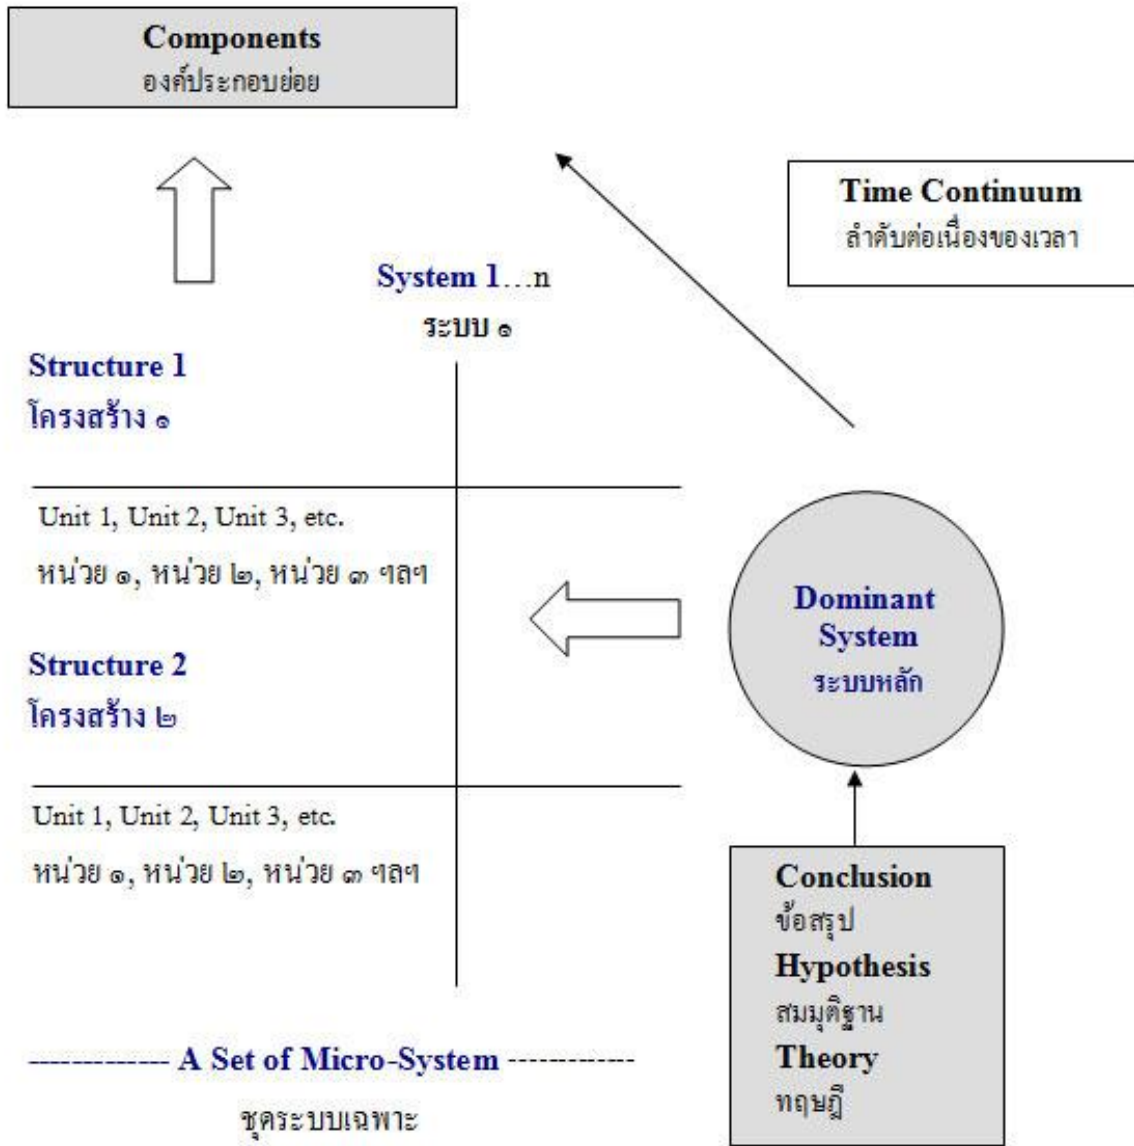 Components
องค์ประกอบย่อย
Time Continuum
ลำดับต่อเนื่องของเวลา
System 1…n
ระบบ ๑
Structure 1
โครงสร้าง ๑
Unit 1, Unit 2, Unit 3, etc.
หน่วย ๑, หน่วย ๒, หน่วย ๓ ฯลฯ
Structure 2
โครงสร้าง ๒
Unit 1, Unit 2, Unit 3, etc.
หน่วย ๑, หน่วย ๒, หน่วย ๓ ฯลฯ
Dominant
System
ระบบหลัก
Conclusion
ข้อสรุป
Hypothesis
สมมุติฐาน
Theory
ทฤษฎี
------------- A Set of Micro-System -------------
ชุดระบบเฉพาะ